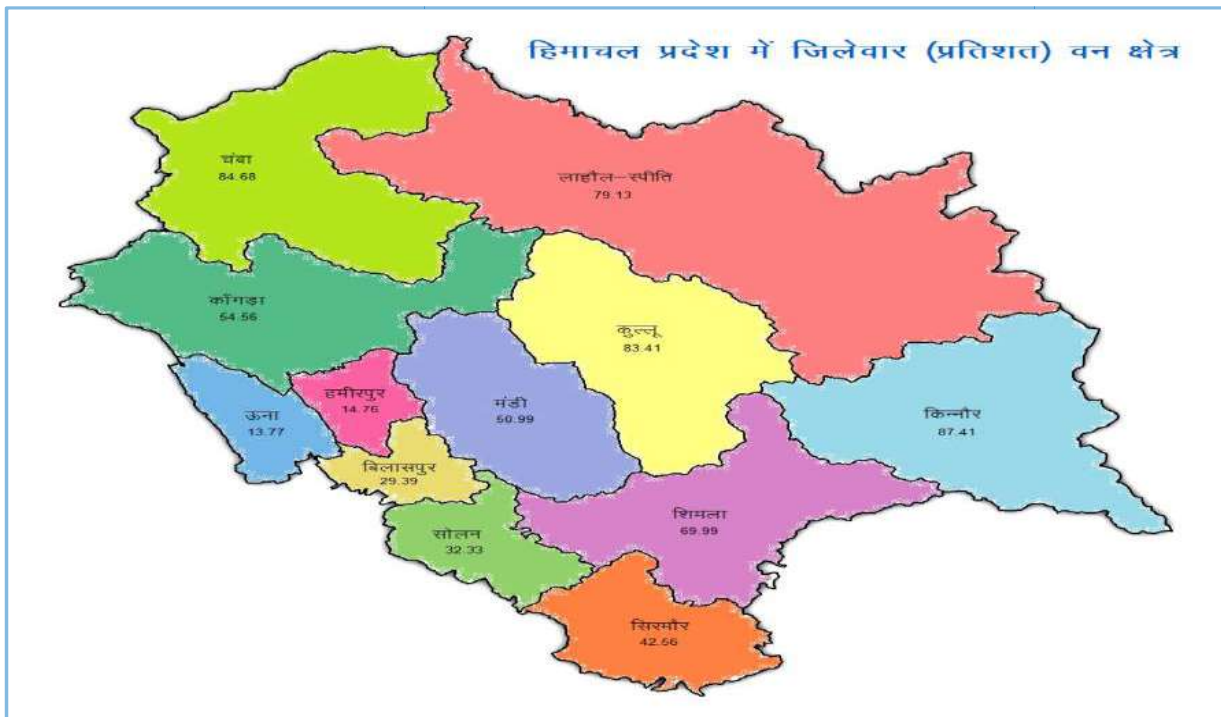 हिमाचल प्रदेश में जिलेवार (प्रतिशत) वन क्षेत्र
चंबा
84.68
लाहौल-स्पीति
79.13
काँगड़ा
54.56
कुल्लू
83.41
हमीरपुर
14.76
मंडी
50.99
किन्नौर
87.41
ऊना
13.77
बिलासपुर
29.39
शिमला
69.99
सोलन
32.33
सिरमौर
42.56